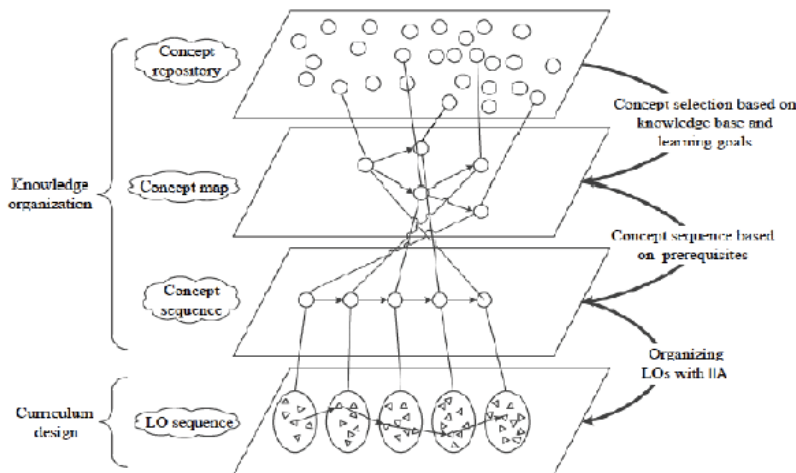 Concept
repository
Concept selection based on
knowledge base and
learning goals
Knowledge
organization
Concept map
Concept sequence based
on prerequisites
Concept
sequence
Organizing
LOs with IIA
Curriculum
design
LO sequence